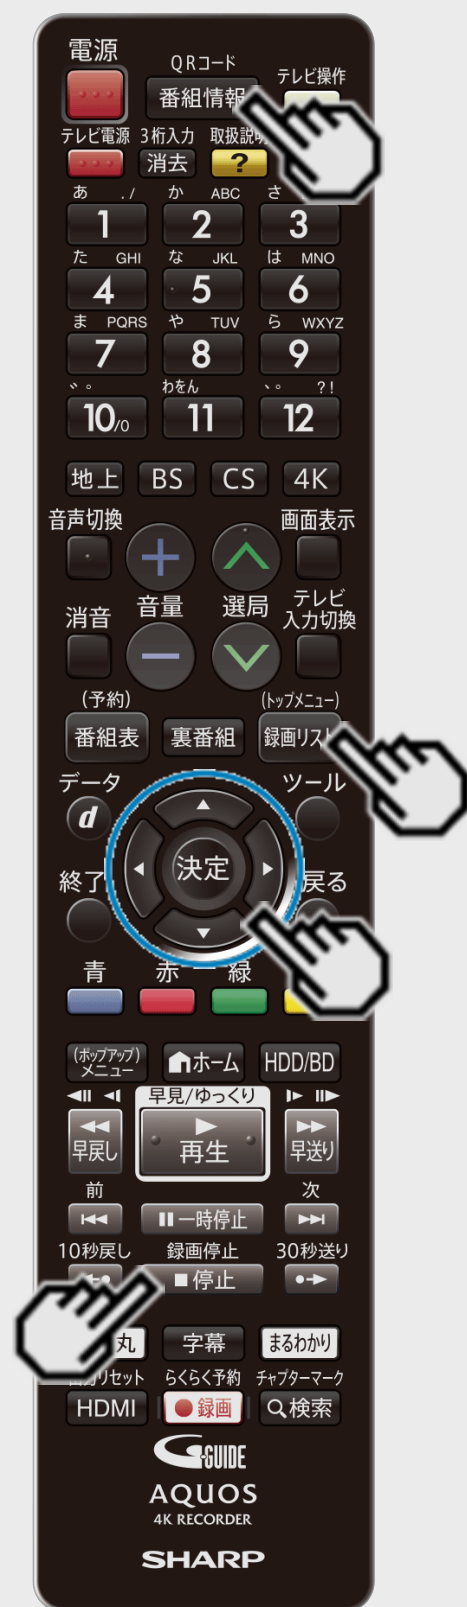 電源
QRコード
テレビ操作
番組情報
テレビ電源 3桁入力
消去 ?
あ ./ か ABC さ
1 2 3
た GHI な JKL は MNO
4 5 6
ま PQRS や TUV ら WXYZ
7 8 9
゛゜ わをん 、。 ?!
10/0 11 12
地上 BS CS 4K
音声切換 画面表示
+
消音 音量 選局 テレビ
入力切換
−
(予約) (トップメニュー)
番組表 裏番組 録画リスト
データ ツール
d
決定
終了 戻る
青 赤 緑
(ポップアップ)
メニュー ホーム HDD/BD
早見/ゆっくり
早戻し 再生 早送り
前 次
一時停止
10秒戻し 録画停止 30秒送り
停止
丸 字幕 まるわかり
リセット らくらく予約 チャプターマーク
HDMI 録画 検索
G-GUIDE
AQUOS
4K RECORDER
SHARP